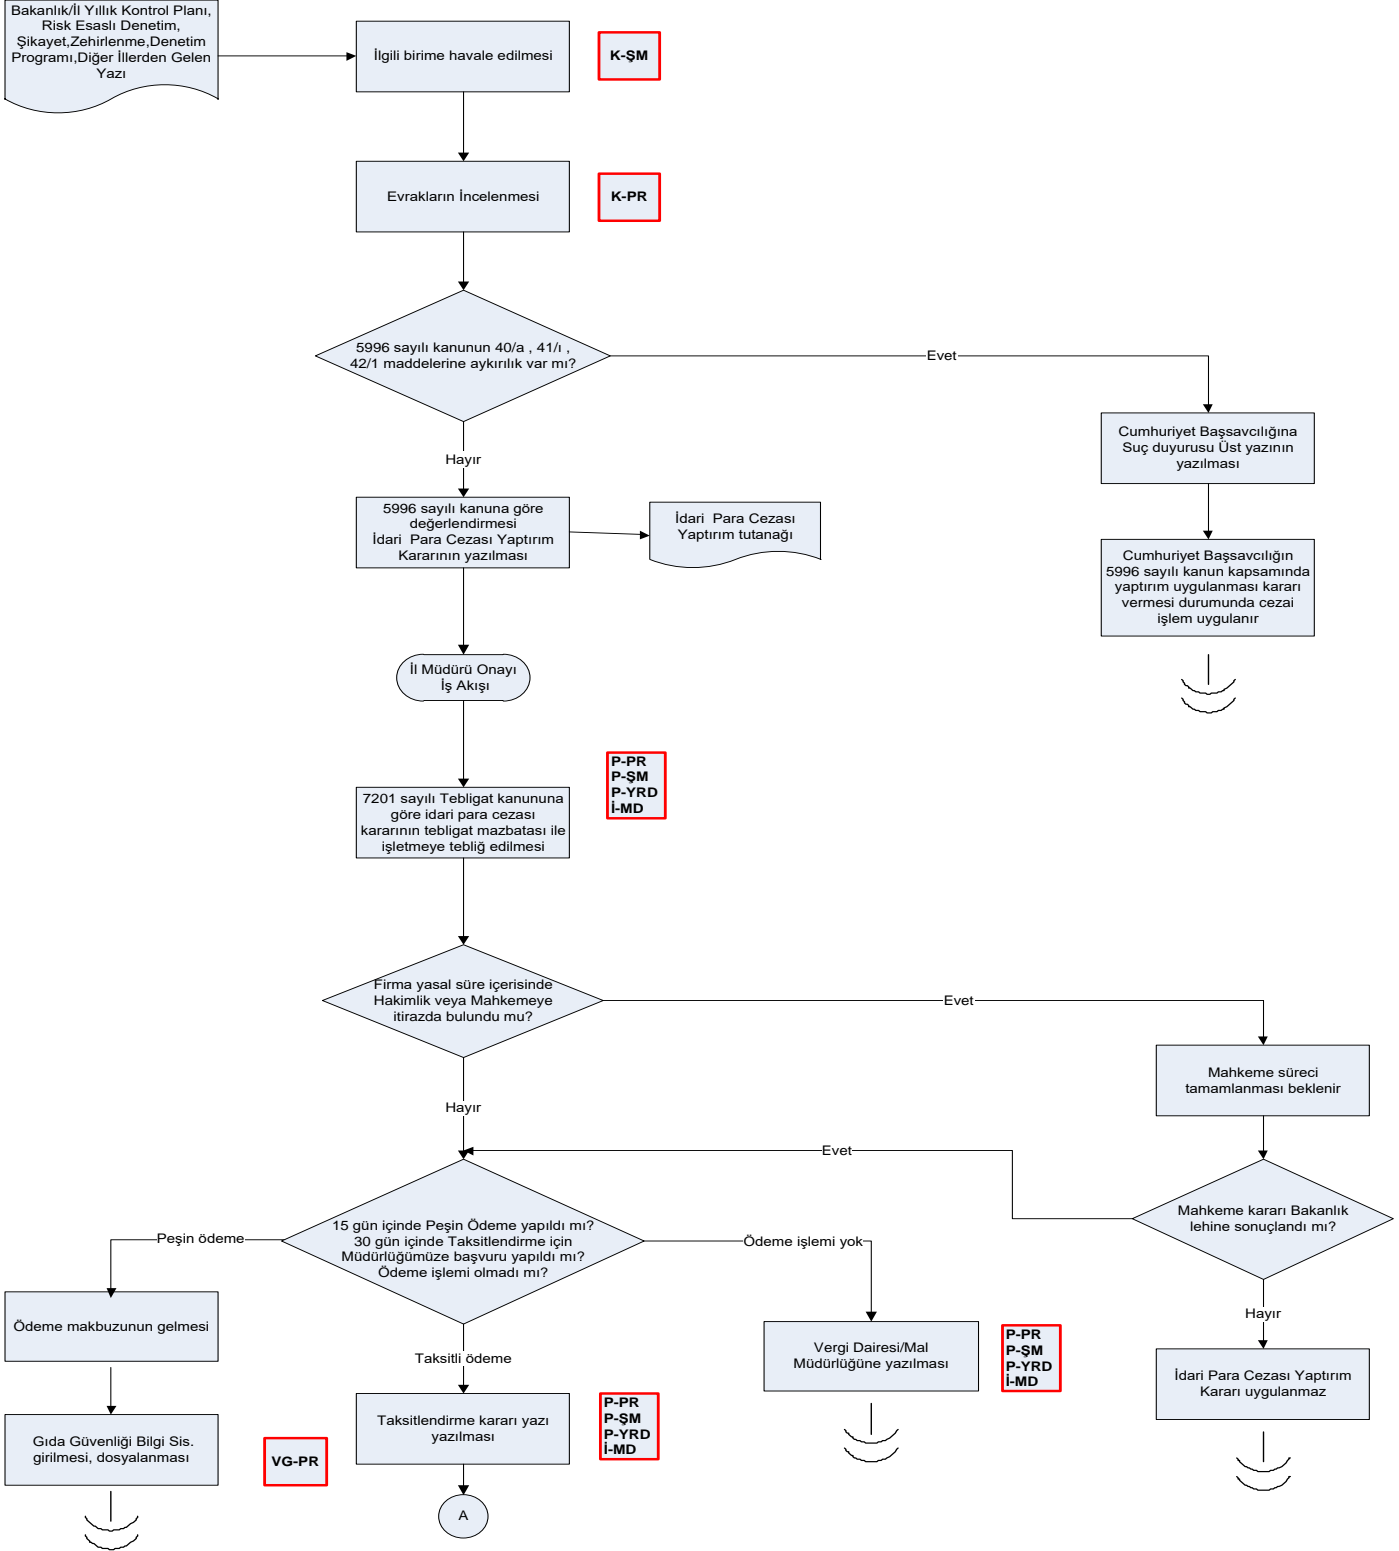 Bakanlık/İl Yıllık Kontrol Planı,
Risk Esaslı Denetim,
Şikayet,Zehirlenme,Denetim
Programı,Diğer İllerden Gelen
Yazı
İlgili birime havale edilmesi
K-ŞM
Evrakların İncelenmesi
K-PR
5996 sayılı kanunun 40/a , 41/ı ,
42/1 maddelerine aykırılık var mı?
Evet
Cumhuriyet Başsavcılığına
Suç duyurusu Üst yazının
yazılması
Hayır
5996 sayılı kanuna göre
değerlendirmesi
İdari  Para Cezası Yaptırım
Kararının yazılması
İdari  Para Cezası
Yaptırım tutanağı
Cumhuriyet Başsavcılığın
5996 sayılı kanun kapsamında
yaptırım uygulanması kararı
vermesi durumunda cezai
işlem uygulanır
İl Müdürü Onayı
İş Akışı
P-PR
P-ŞM
P-YRD
İ-MD
7201 sayılı Tebligat kanununa
göre idari para cezası
kararının tebligat mazbatası ile
işletmeye tebliğ edilmesi
Firma yasal süre içerisinde
Hakimlik veya Mahkemeye
itirazda bulundu mu?
Evet
Mahkeme süreci
tamamlanması beklenir
Hayır
Evet
Mahkeme kararı Bakanlık
lehine sonuçlandı mı?
15 gün içinde Peşin Ödeme yapıldı mı?
30 gün içinde Taksitlendirme için
Müdürlüğümüze başvuru yapıldı mı?
Ödeme işlemi olmadı mı?
Peşin ödeme
Ödeme işlemi yok
Hayır
Ödeme makbuzunun gelmesi
Taksitli ödeme
Vergi Dairesi/Mal
Müdürlüğüne yazılması
P-PR
P-ŞM
P-YRD
İ-MD
İdari Para Cezası Yaptırım
Kararı uygulanmaz
Gıda Güvenliği Bilgi Sis.
girilmesi, dosyalanması
VG-PR
Taksitlendirme kararı yazı
yazılması
P-PR
P-ŞM
P-YRD
İ-MD
A